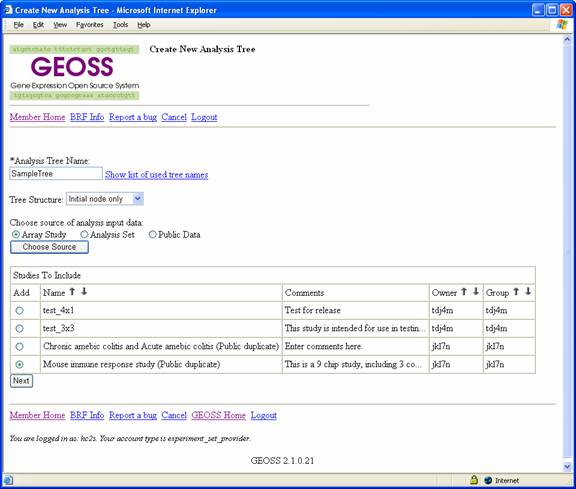 Create New Analysis Tree - Microsoft Internet Explorer
File Edit View Favorites Tools Help
Create New Analysis Tree
GEOSS
Gene Expression Open Source System
Member Home BRF Info Report a bug Cancel Logout
*Analysis Tree Name:
SampleTree Show list of used tree names
Tree Structure: Initial node only
Choose source of analysis input data:
Array Study Analysis Set Public Data
Choose Source
Studies To Include
Add Name Comments Owner Group
test_4x1 Test for release tdj4m tdj4m
test_3x3 This study is intended for use in testin... tdj4m tdj4m
Chronic amebic colitis and Acute amebic colitis (Public duplicate) Enter comments here. jkl7n jkl7n
Mouse immune response study (Public duplicate) This is a 9 chip study, including 3 co... jkl7n jkl7n
Next
Member Home BRF Info Report a bug Cancel GEOSS Home Logout
You are logged in as: hc2s. Your account type is experiment_set_provider.
GEOSS 2.1.0.21
Internet